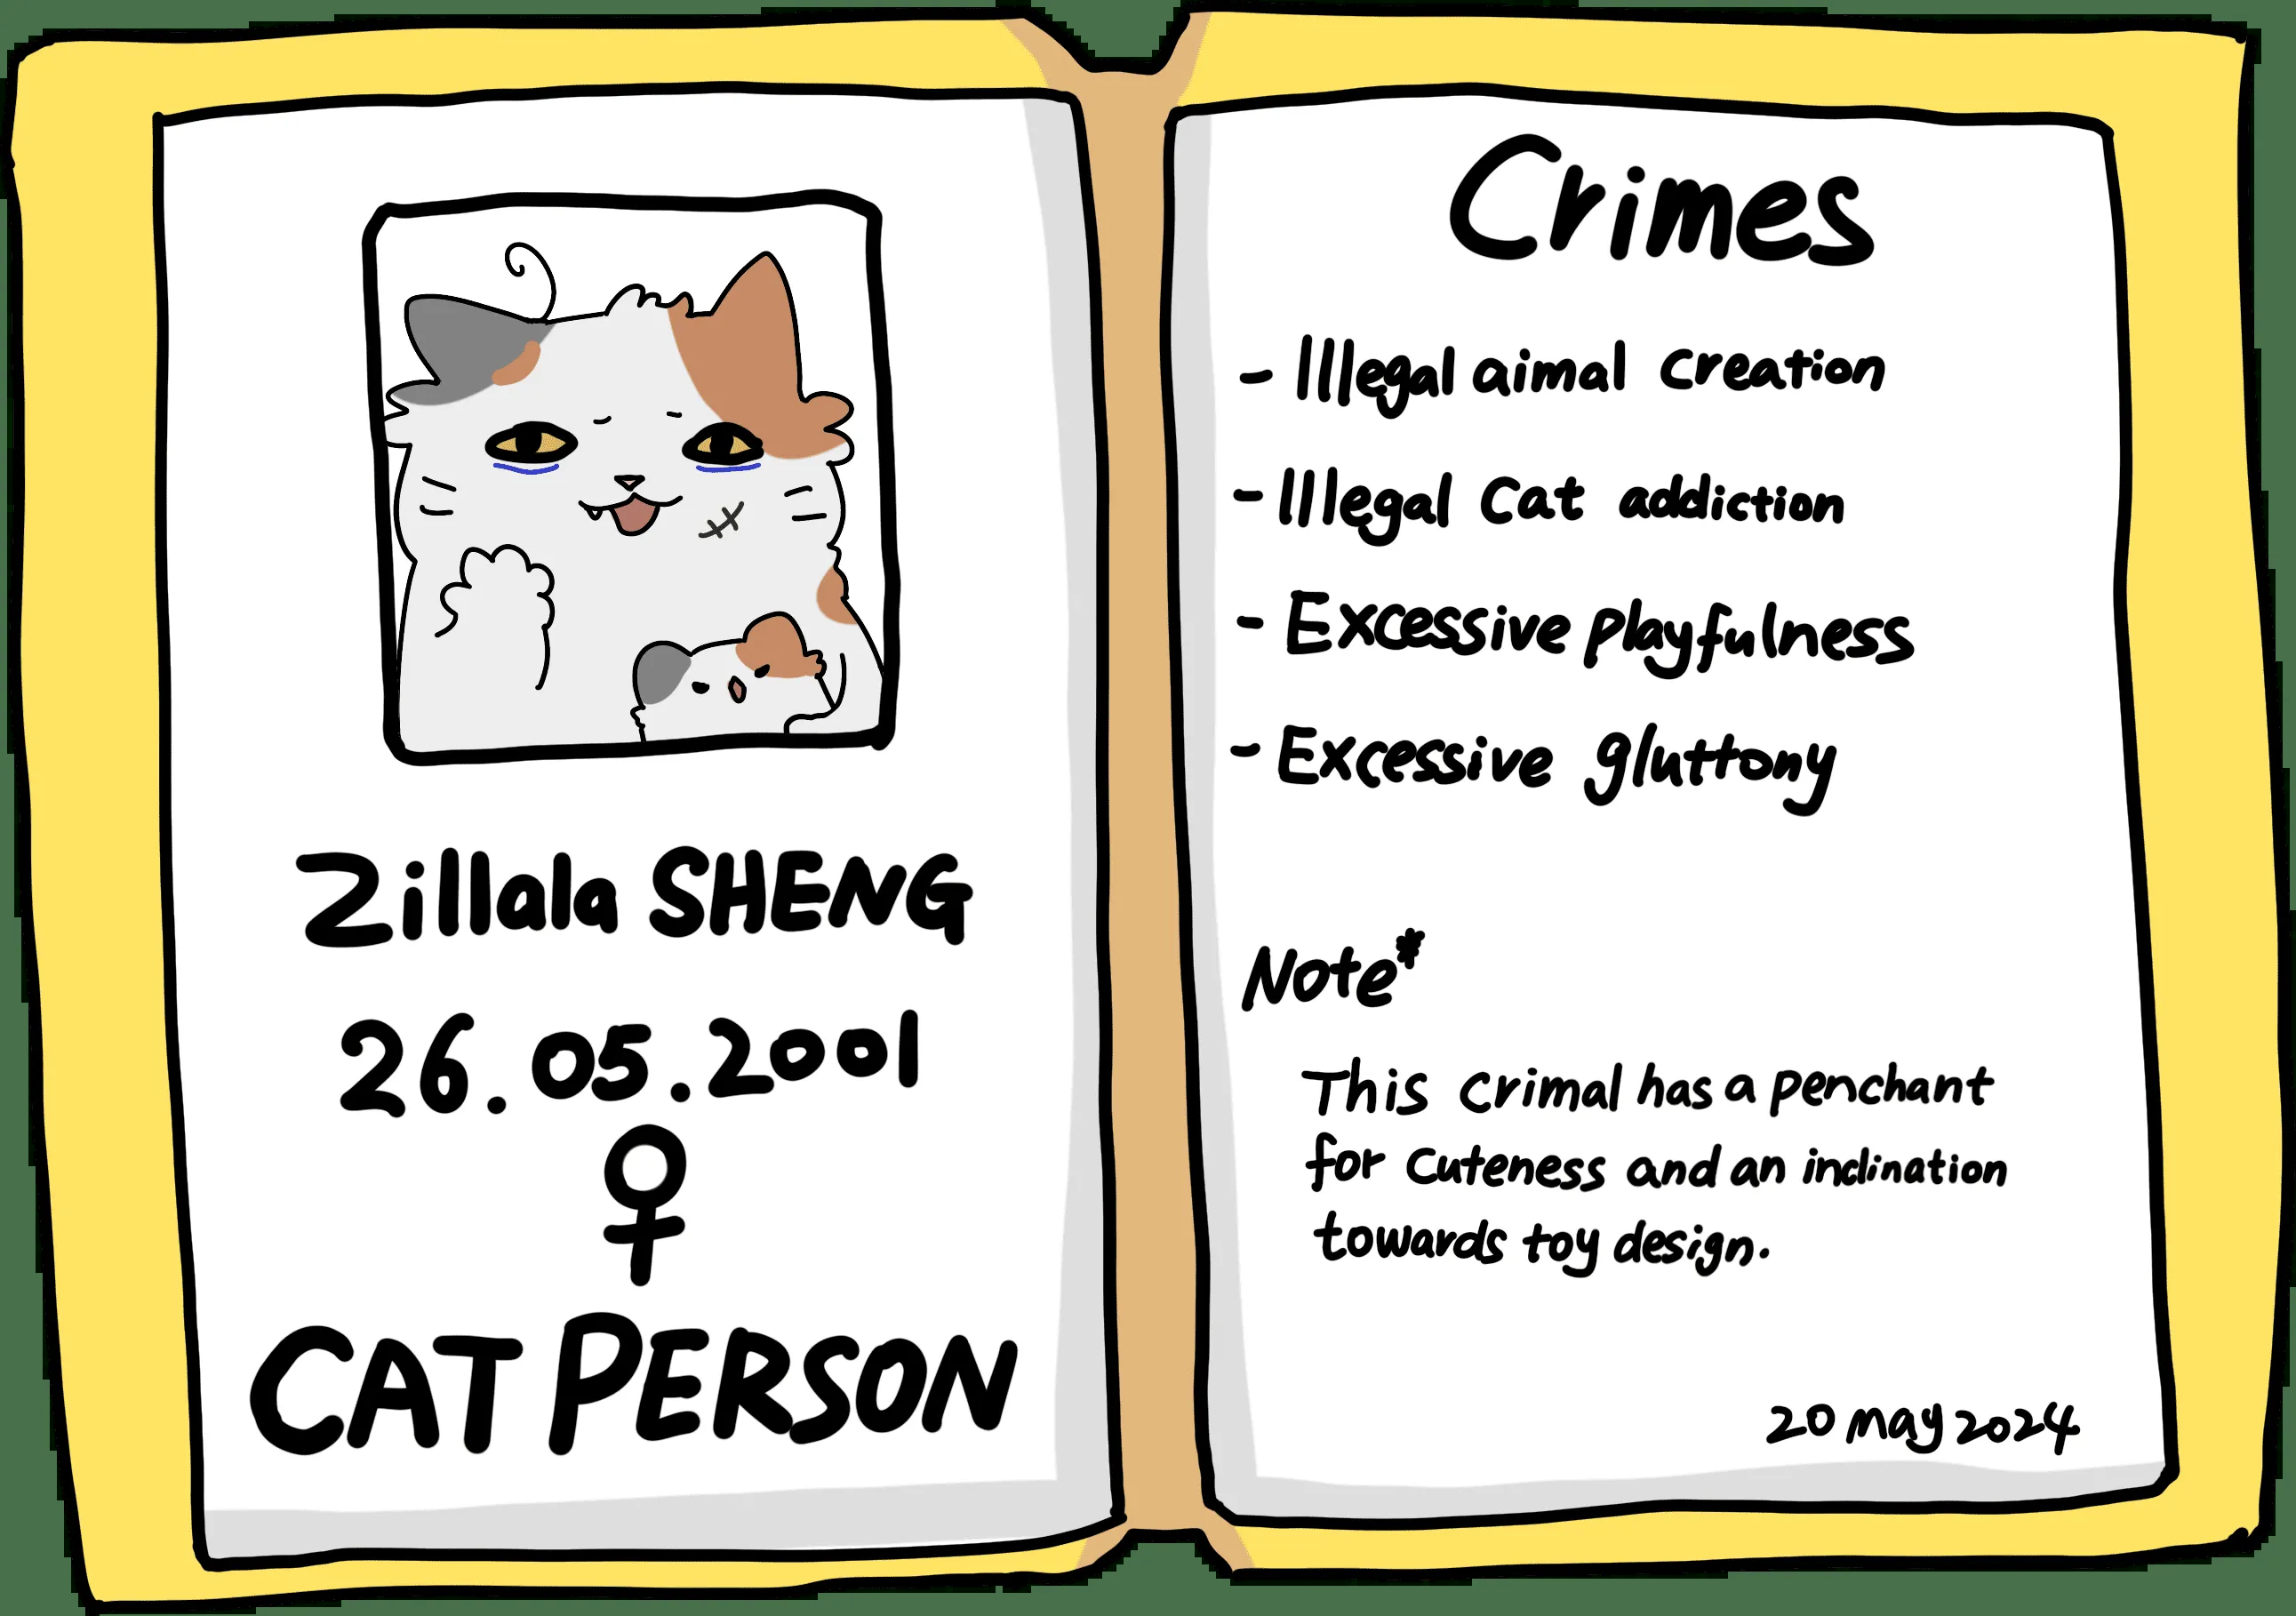 Zillala SHENG
26.05.2001
♀
CAT PERSON
Crimes
- Illegal aimal creation
- Illegal Cat addiction
- Excessive playfulness
- Excessive gluttony
Note*
This crimal has a penchant
for cuteness and an inclination
towards toy design.
20 may 2024